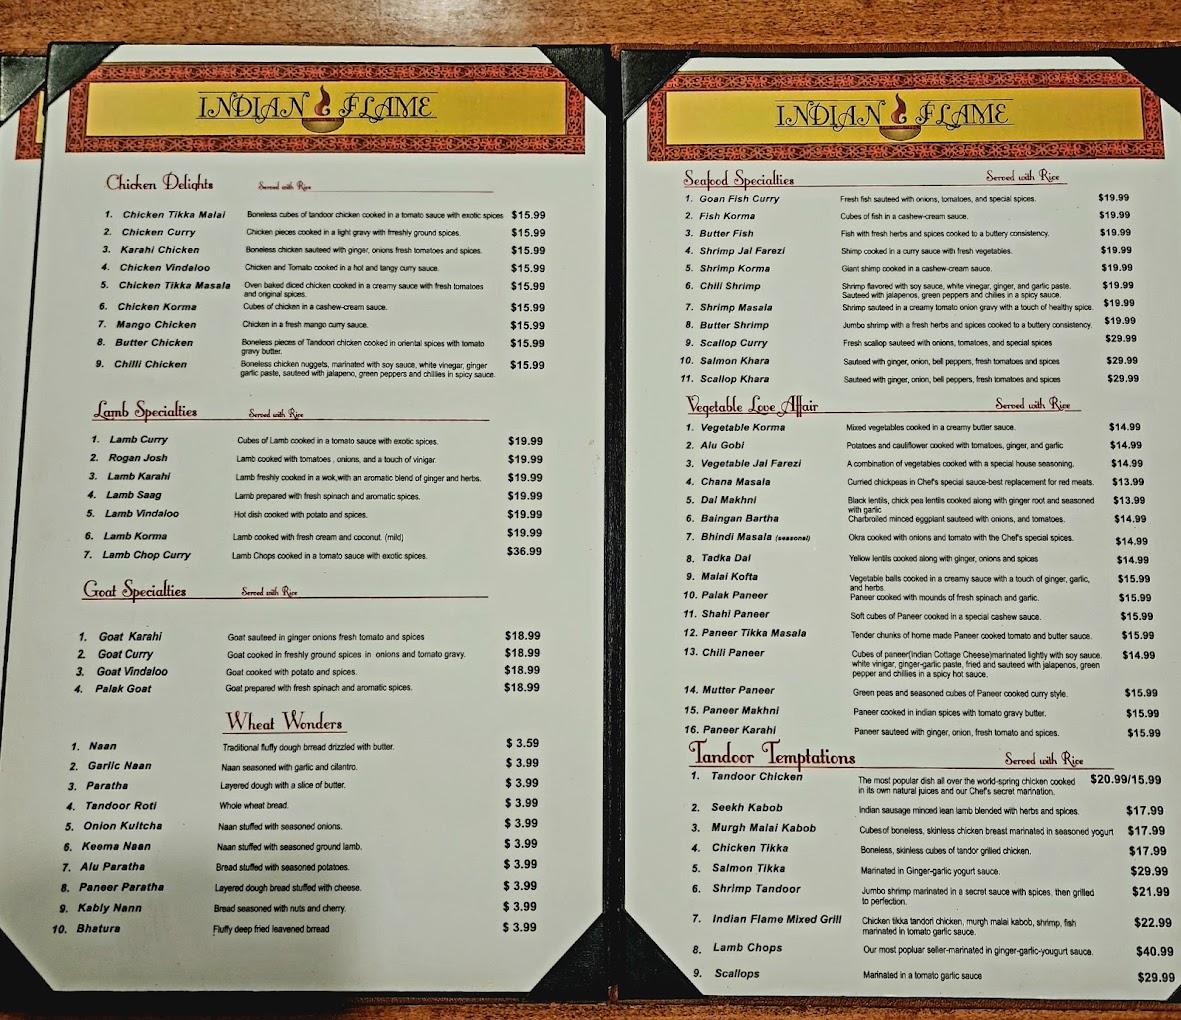 INDIAN FLAME
Chicken Delights Served with Rice
1. Chicken Tikka Malai Boneless cubes of tandoor chicken cooked in a tomato sauce with exotic spices $15.99
2. Chicken Curry Chicken pieces cooked in a light gravy with frreshly ground spices. $15.99
3. Karahi Chicken Boneless chicken sauteed with ginger, onions fresh tomatoes and spices. $15.99
4. Chicken Vindaloo Chicken and Tomato cooked in a hot and tangy curry sauce. $15.99
5. Chicken Tikka Masala Oven baked diced chicken cooked in a creamy sauce with fresh tomatoes $15.99
and original spices.
6. Chicken Korma Cubes of chicken in a cashew-cream sauce. $15.99
7. Mango Chicken Chicken in a fresh mango curry sauce. $15.99
8. Butter Chicken Boneless pieces of Tandoori chicken cooked in oriental spices with tomato $15.99
gravy butter.
9. Chilli Chicken Boneless chicken nuggets, marinated with soy sauce, white vinegar, ginger $15.99
garlic paste, sauteed with jalapeno, green peppers and chillies in spicy sauce.
Lamb Specialties Served with Rice
1. Lamb Curry Cubes of Lamb cooked in a tomato sauce with exotic spices. $19.99
2. Rogan Josh Lamb cooked with tomatoes , onions, and a touch of vinigar. $19.99
3. Lamb Karahi Lamb freshly cooked in a wok,with an aromatic blend of ginger and herbs. $19.99
4. Lamb Saag Lamb prepared with fresh spinach and aromatic spices. $19.99
5. Lamb Vindaloo Hot dish cooked with potato and spices. $19.99
6. Lamb Korma Lamb cooked with fresh cream and coconut. (mild) $19.99
7. Lamb Chop Curry Lamb Chops cooked in a tomato sauce with exotic spices. $36.99
Goat Specialties Served with Rice
1. Goat Karahi Goat sauteed in ginger onions fresh tomato and spices $18.99
2. Goat Curry Goat cooked in freshly ground spices in onions and tomato gravy. $18.99
3. Goat Vindaloo Goat cooked with potato and spices. $18.99
4. Palak Goat Goat prepared with fresh spinach and aromatic spices. $18.99
Wheat Wonders
1. Naan Traditional fluffy dough brread drizzled with butter. $ 3.59
2. Garlic Naan Naan seasoned with garlic and cilantro. $ 3.99
3. Paratha Layered dough with a slice of butter. $ 3.99
4. Tandoor Roti Whole wheat bread. $ 3.99
5. Onion Kultcha Naan stuffed with seasoned onions. $ 3.99
6. Keema Naan Naan stuffed with seasoned ground lamb. $ 3.99
7. Alu Paratha Bread stuffed with seasoned potatoes. $ 3.99
8. Paneer Paratha Layered dough bread stuffed with cheese. $ 3.99
9. Kably Nann Bread seasoned with nuts and cherry. $ 3.99
10. Bhatura Fluffy deep fried leavened brread $ 3.99
INDIAN FLAME
Seafood Specialties Served with Rice
1. Goan Fish Curry Fresh fish sauteed with onions, tomatoes, and special spices. $19.99
2. Fish Korma Cubes of fish in a cashew-cream sauce. $19.99
3. Butter Fish Fish with fresh herbs and spices cooked to a buttery consistency. $19.99
4. Shrimp Jal Farezi Shimp cooked in a curry sauce with fresh vegetables. $19.99
5. Shrimp Korma Giant shimp cooked in a cashew-cream sauce. $19.99
6. Chili Shrimp Shrimp flavored with soy sauce, white vinegar, ginger, and garlic paste. $19.99
Sauteed with jalapenos, green peppers and chilies in a spicy sauce.
7. Shrimp Masala Shrimp sauteed in a creamy tomato onion gravy with a touch of healthy spice. $19.99
8. Butter Shrimp Jumbo shrimp with a fresh herbs and spices cooked to a buttery consistency. $19.99
9. Scallop Curry Fresh scallop sauteed with onions, tomatoes, and special spices $29.99
10. Salmon Khara Sauteed with ginger, onion, bell peppers, fresh tomatoes and spices $29.99
11. Scallop Khara Sauteed with ginger, onion, bell peppers, fresh tomatoes and spices $29.99
Vegetable Love Affair Served with Rice
1. Vegetable Korma Mixed vegetables cooked in a creamy butter sauce. $14.99
2. Alu Gobi Potatoes and cauliflower cooked with tomatoes, ginger, and garlic $14.99
3. Vegetable Jal Farezi A combination of vegetables cooked with a special house seasoning. $14.99
4. Chana Masala Curried chickpeas in Chef's special sauce-best replacement for red meats. $13.99
5. Dal Makhni Black lentils, chick pea lentils cooked along with ginger root and seasoned $13.99
with garlic
6. Baingan Bartha Charbroiled minced eggplant sauteed with onions, and tomatoes. $14.99
7. Bhindi Masala (seasonal) Okra cooked with onions and tomato with the Chef's special spices. $14.99
8. Tadka Dal Yellow lentils cooked along with ginger, onions and spices $14.99
9. Malai Kofta Vegetable balls cooked in a creamy sauce with a touch of ginger, garlic, $15.99
and herbs.
10. Palak Paneer Paneer cooked with mounds of fresh spinach and garlic. $15.99
11. Shahi Paneer Soft cubes of Paneer cooked in a special cashew sauce. $15.99
12. Paneer Tikka Masala Tender chunks of home made Paneer cooked tomato and butter sauce. $15.99
13. Chili Paneer Cubes of paneer(Indian Cottage Cheese)marinated lightly with soy sauce. $14.99
white vinigar, ginger-garlic paste, fried and sauteed with jalapenos, green
pepper and chillies in a spicy hot sauce.
14. Mutter Paneer Green peas and seasoned cubes of Paneer cooked curry style. $15.99
15. Paneer Makhni Paneer cooked in indian spices with tomato gravy butter. $15.99
16. Paneer Karahi Paneer sauteed with ginger, onion, fresh tomato and spices. $15.99
Tandoor Temptations Served with Rice
1. Tandoor Chicken The most popular dish all over the world-spring chicken cooked $20.99/15.99
in its own natural juices and our Chef's secret marination.
2. Seekh Kabob Indian sausage minced lean lamb blended with herbs and spices. $17.99
3. Murgh Malai Kabob Cubes of boneless, skinless chicken breast marinated in seasoned yogurt $17.99
4. Chicken Tikka Boneless, skinless cubes of tandor grilled chicken. $17.99
5. Salmon Tikka Marinated in Ginger-garlic yogurt sauce. $29.99
6. Shrimp Tandoor Jumbo shrimp marinated in a secret sauce with spices, then grilled $21.99
to perfection.
7. Indian Flame Mixed Grill Chicken tikka tandori chicken, murgh malai kabob, shrimp, fish $22.99
marinated in tomato garlic sauce.
8. Lamb Chops Our most popluar seller-marinated in ginger-garlic-yougurt sauce. $40.99
9. Scallops Marinated in a tomato garlic sauce $29.99